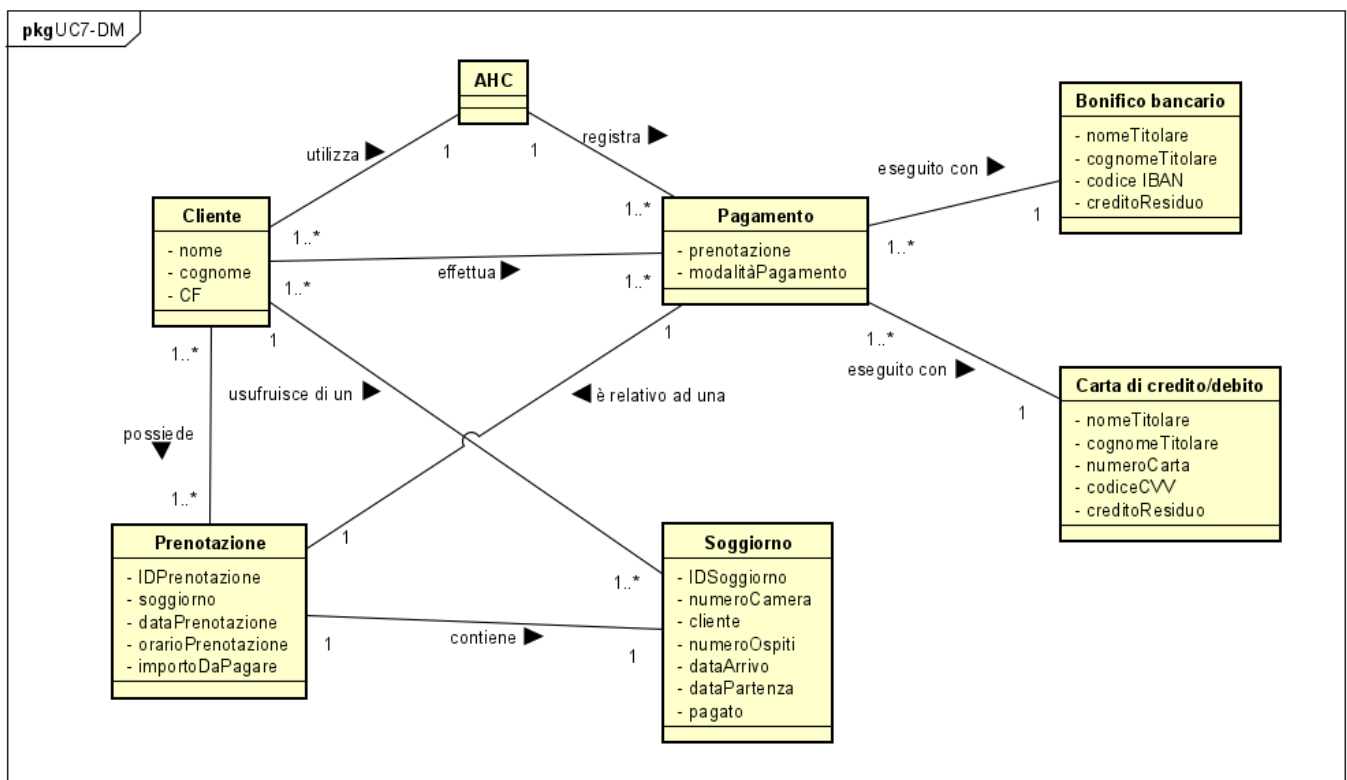 pkg UC7-DM
AHC
utilizza
1
1
registra
1..*
1..*
Cliente
- nome
- cognome
- CF
effettua
1..*
1..*
Pagamento
- prenotazione
- modalitàPagamento
eseguito con
1..*
1
Bonifico bancario
- nomeTitolare
- cognomeTitolare
- codice IBAN
- creditoResiduo
1..*
eseguito con
1
Carta di credito/debito
- nomeTitolare
- cognomeTitolare
- numeroCarta
- codiceCVV
- creditoResiduo
1..*
1
1
usufruisce di un
è relativo ad una
possiede
1..*
1
1..*
Prenotazione
- IDPrenotazione
- soggiorno
- dataPrenotazione
- orarioPrenotazione
- importoDaPagare
contiene
1
1
Soggiorno
- IDSoggiorno
- numeroCamera
- cliente
- numeroOspiti
- dataArrivo
- dataPartenza
- pagato